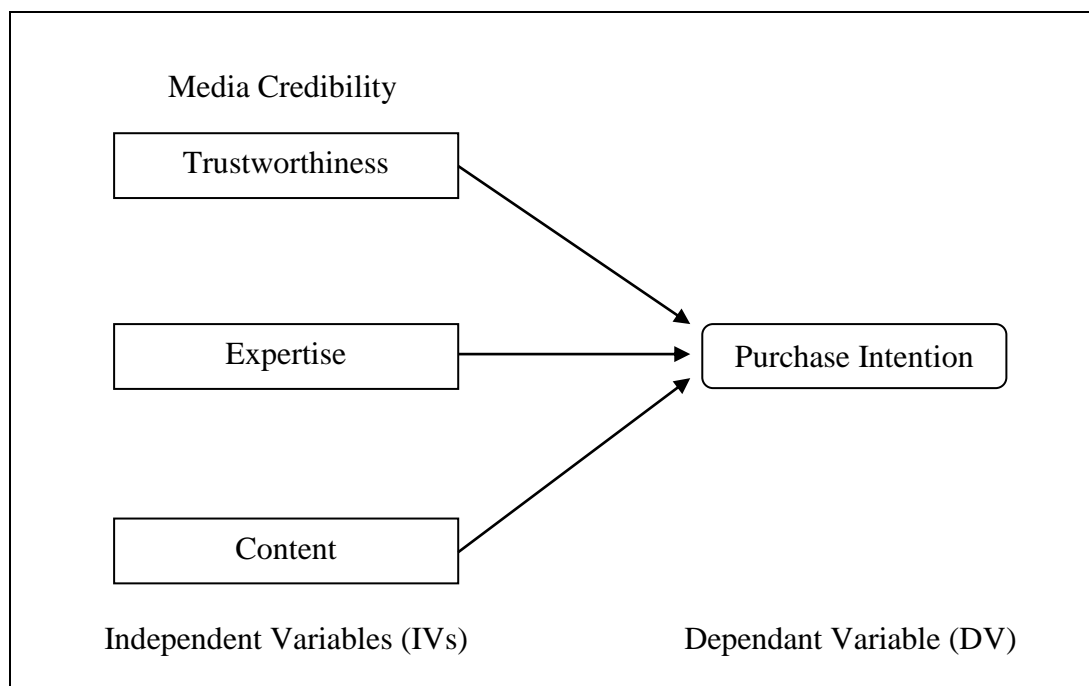 Media Credibility
Trustworthiness
Expertise
Purchase Intention
Content
Independent Variables (IVs)
Dependant Variable (DV)